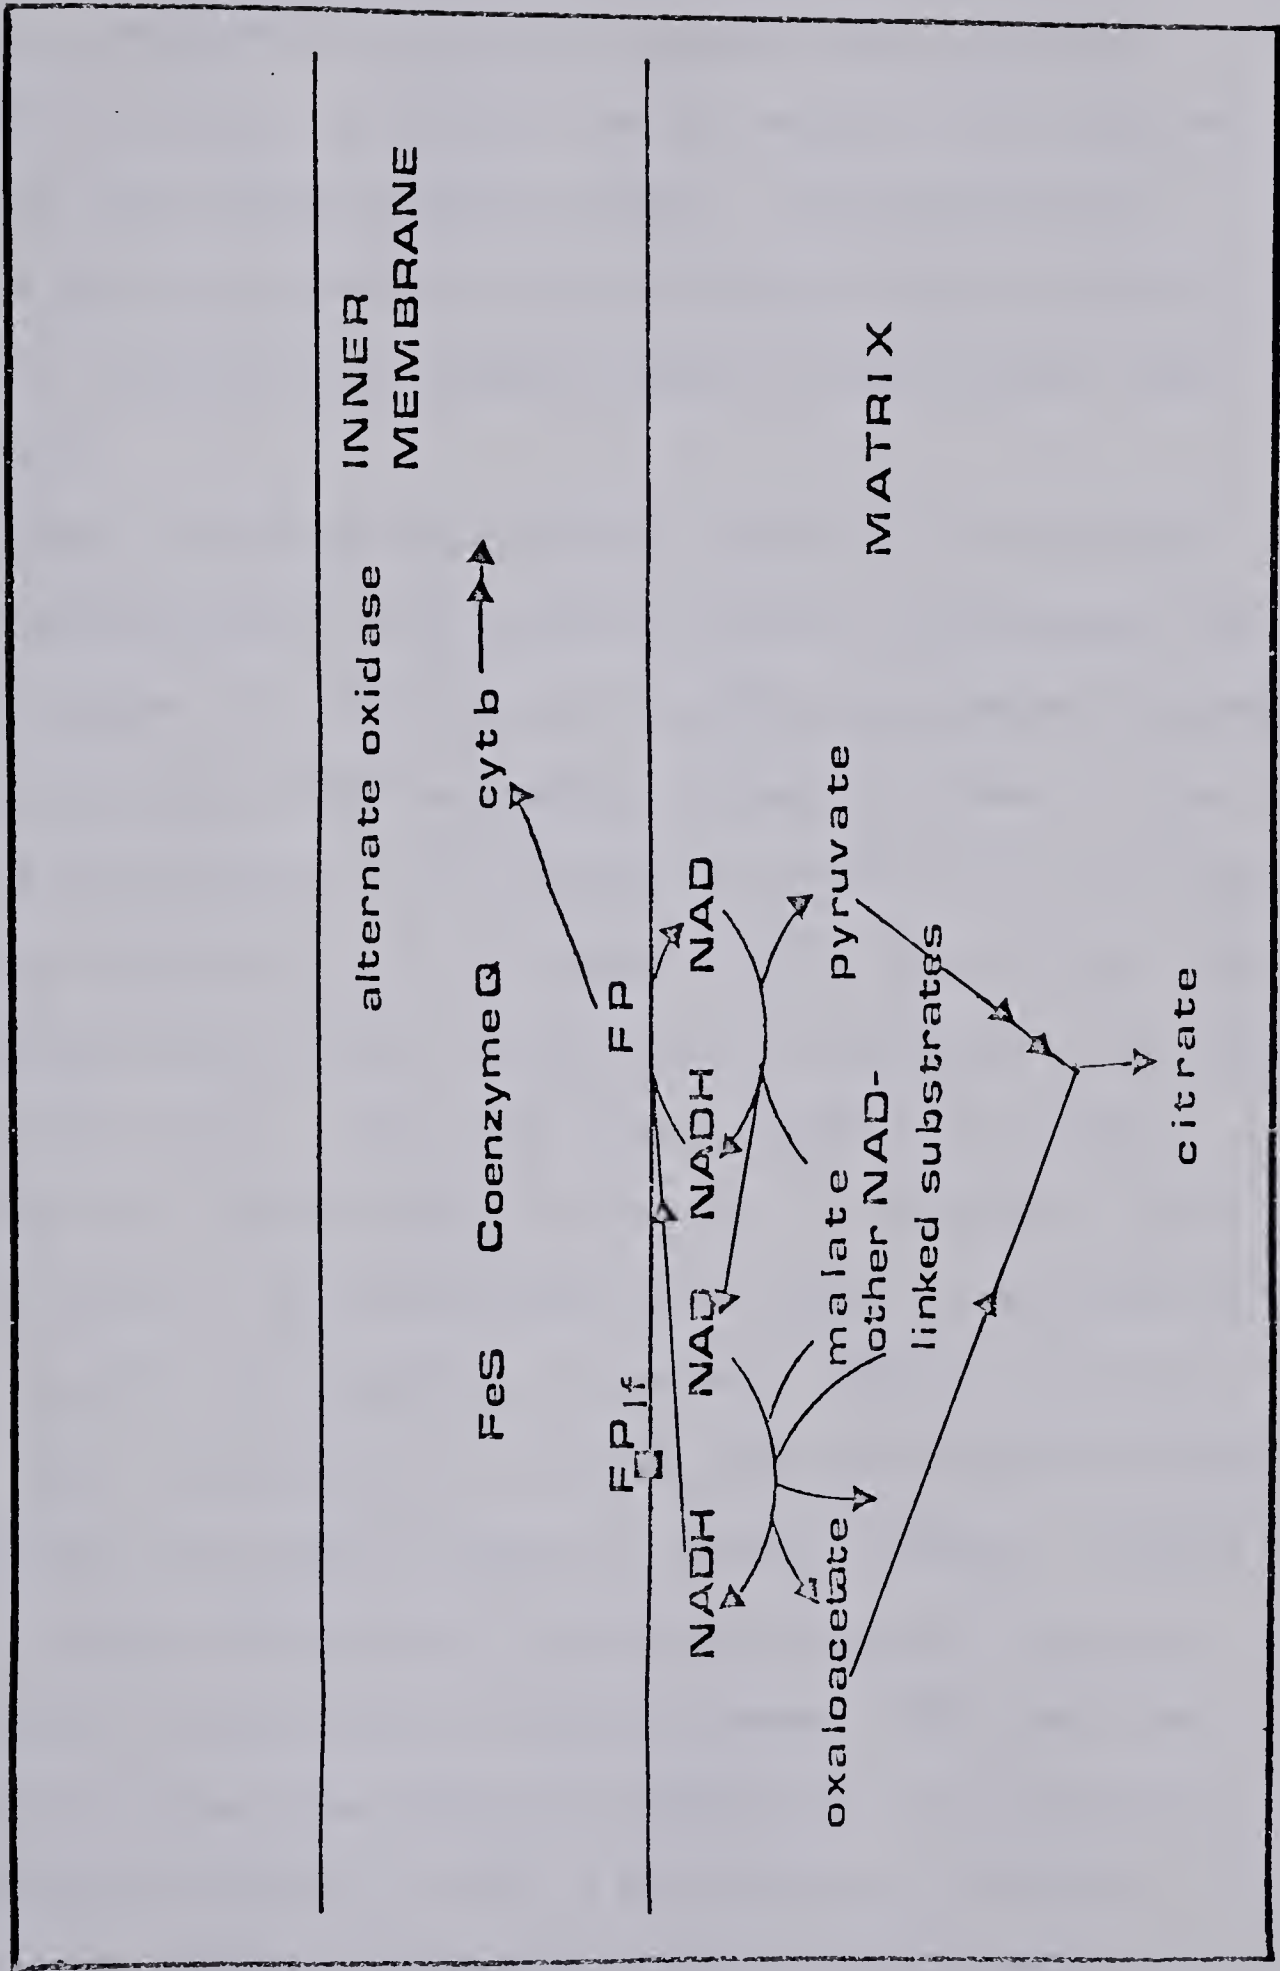 INNER
MEMBRANE
alternate oxidase
FeS Coenzyme Q cyt b
FP lf FP
NADH NAD NADH NAD
MATRIX
oxaloacetate malate pyruvate
other NAD-
linked substrates
citrate